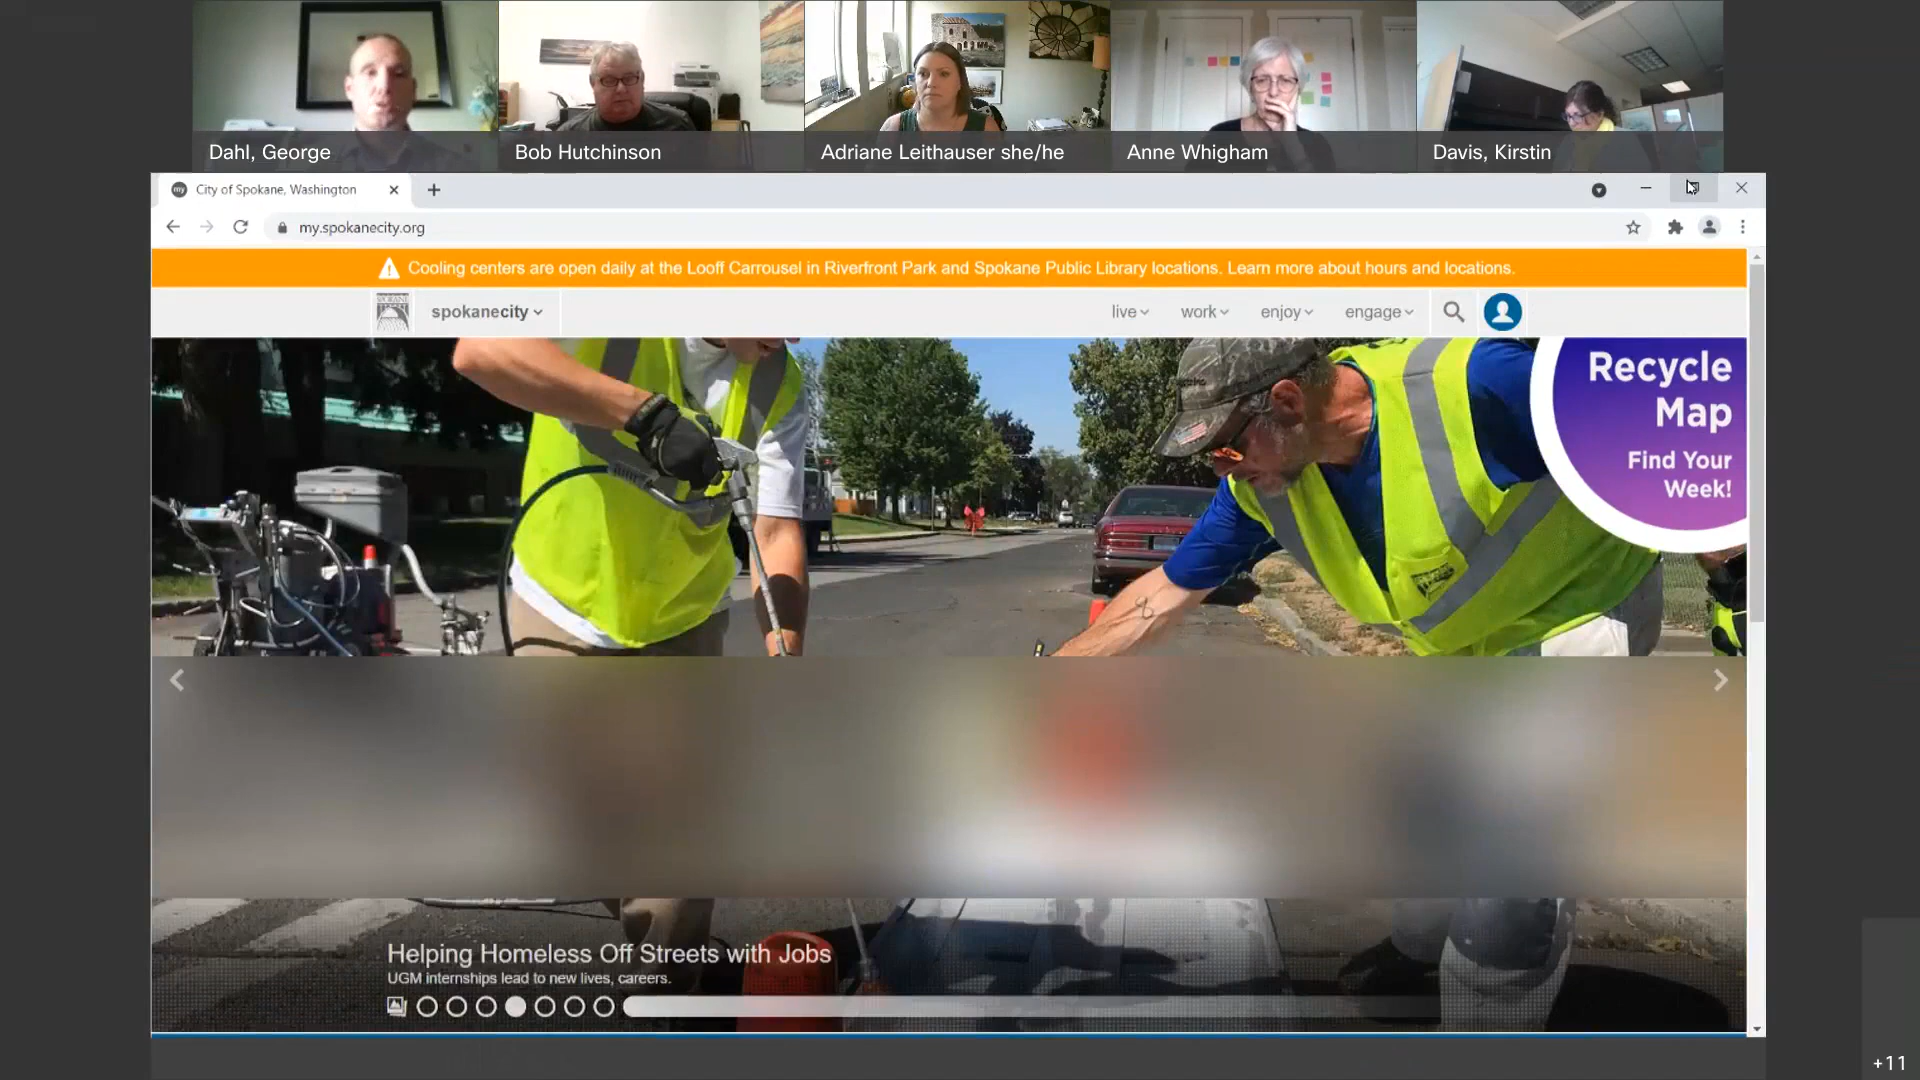 Dahl, George
Bob Hutchinson
Adriane Leithauser she/he
Anne Whigham
Davis, Kirstin
my
City of Spokane, Washington
my.spokanecity.org
Cooling centers are open daily at the Looff Carrousel in Riverfront Park and Spokane Public Library locations. Learn more about hours and locations.
SPOKANE
spokanecity
live
work
enjoy
engage
Recycle
Map
Find Your
Week!
Helping Homeless Off Streets with Jobs
UGM internships lead to new lives, careers.
+11